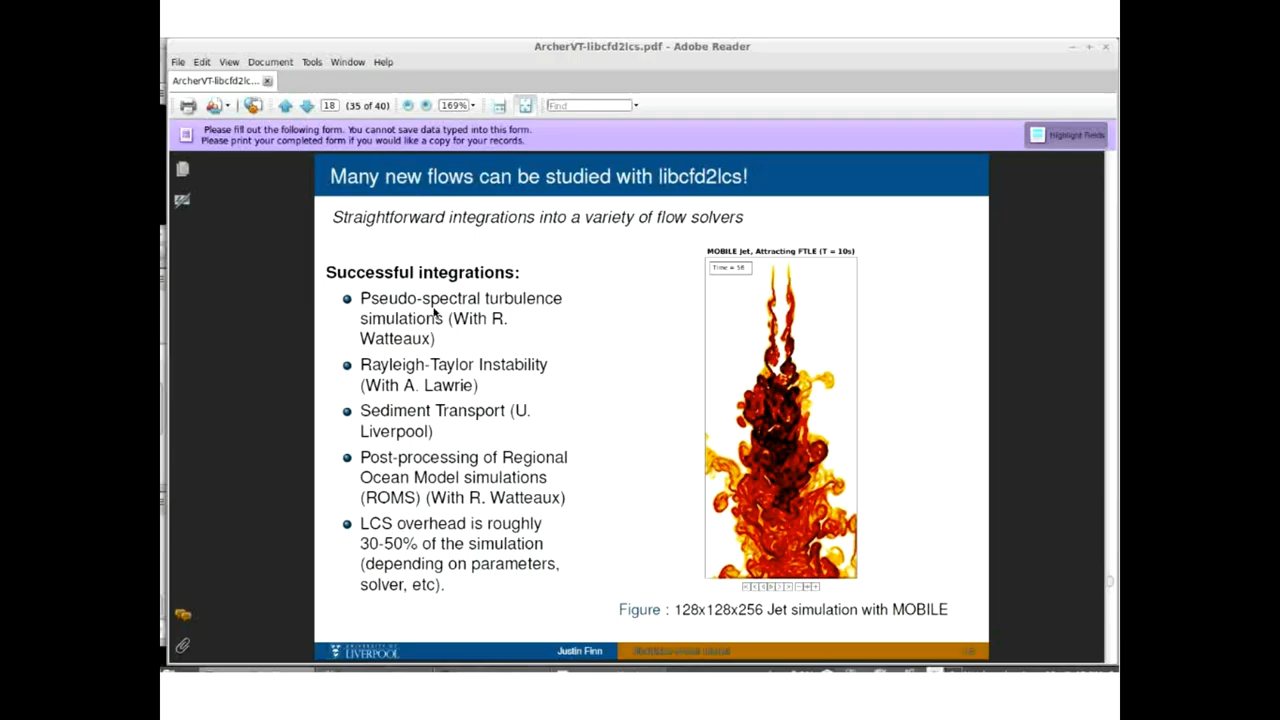 ArcherVT-libcfd2lcs.pdf - Adobe Reader
File Edit View Document Tools Window Help
ArcherVT-libcfd2lc...
18 (35 of 40) 169% Find
Please fill out the following form. You cannot save data typed into this form.
Please print your completed form if you would like a copy for your records.
Highlight Fields
Many new flows can be studied with libcfd2lcs!
Straightforward integrations into a variety of flow solvers
Successful integrations:
Pseudo-spectral turbulence
simulations (With R.
Watteaux)
Rayleigh-Taylor Instability
(With A. Lawrie)
Sediment Transport (U.
Liverpool)
Post-processing of Regional
Ocean Model simulations
(ROMS) (With R. Watteaux)
LCS overhead is roughly
30-50% of the simulation
(depending on parameters,
solver, etc).
MOBILE Jet, Attracting FTLE (T = 10s)
Time = 56
Figure : 128x128x256 Jet simulation with MOBILE
LIVERPOOL
Justin Finn